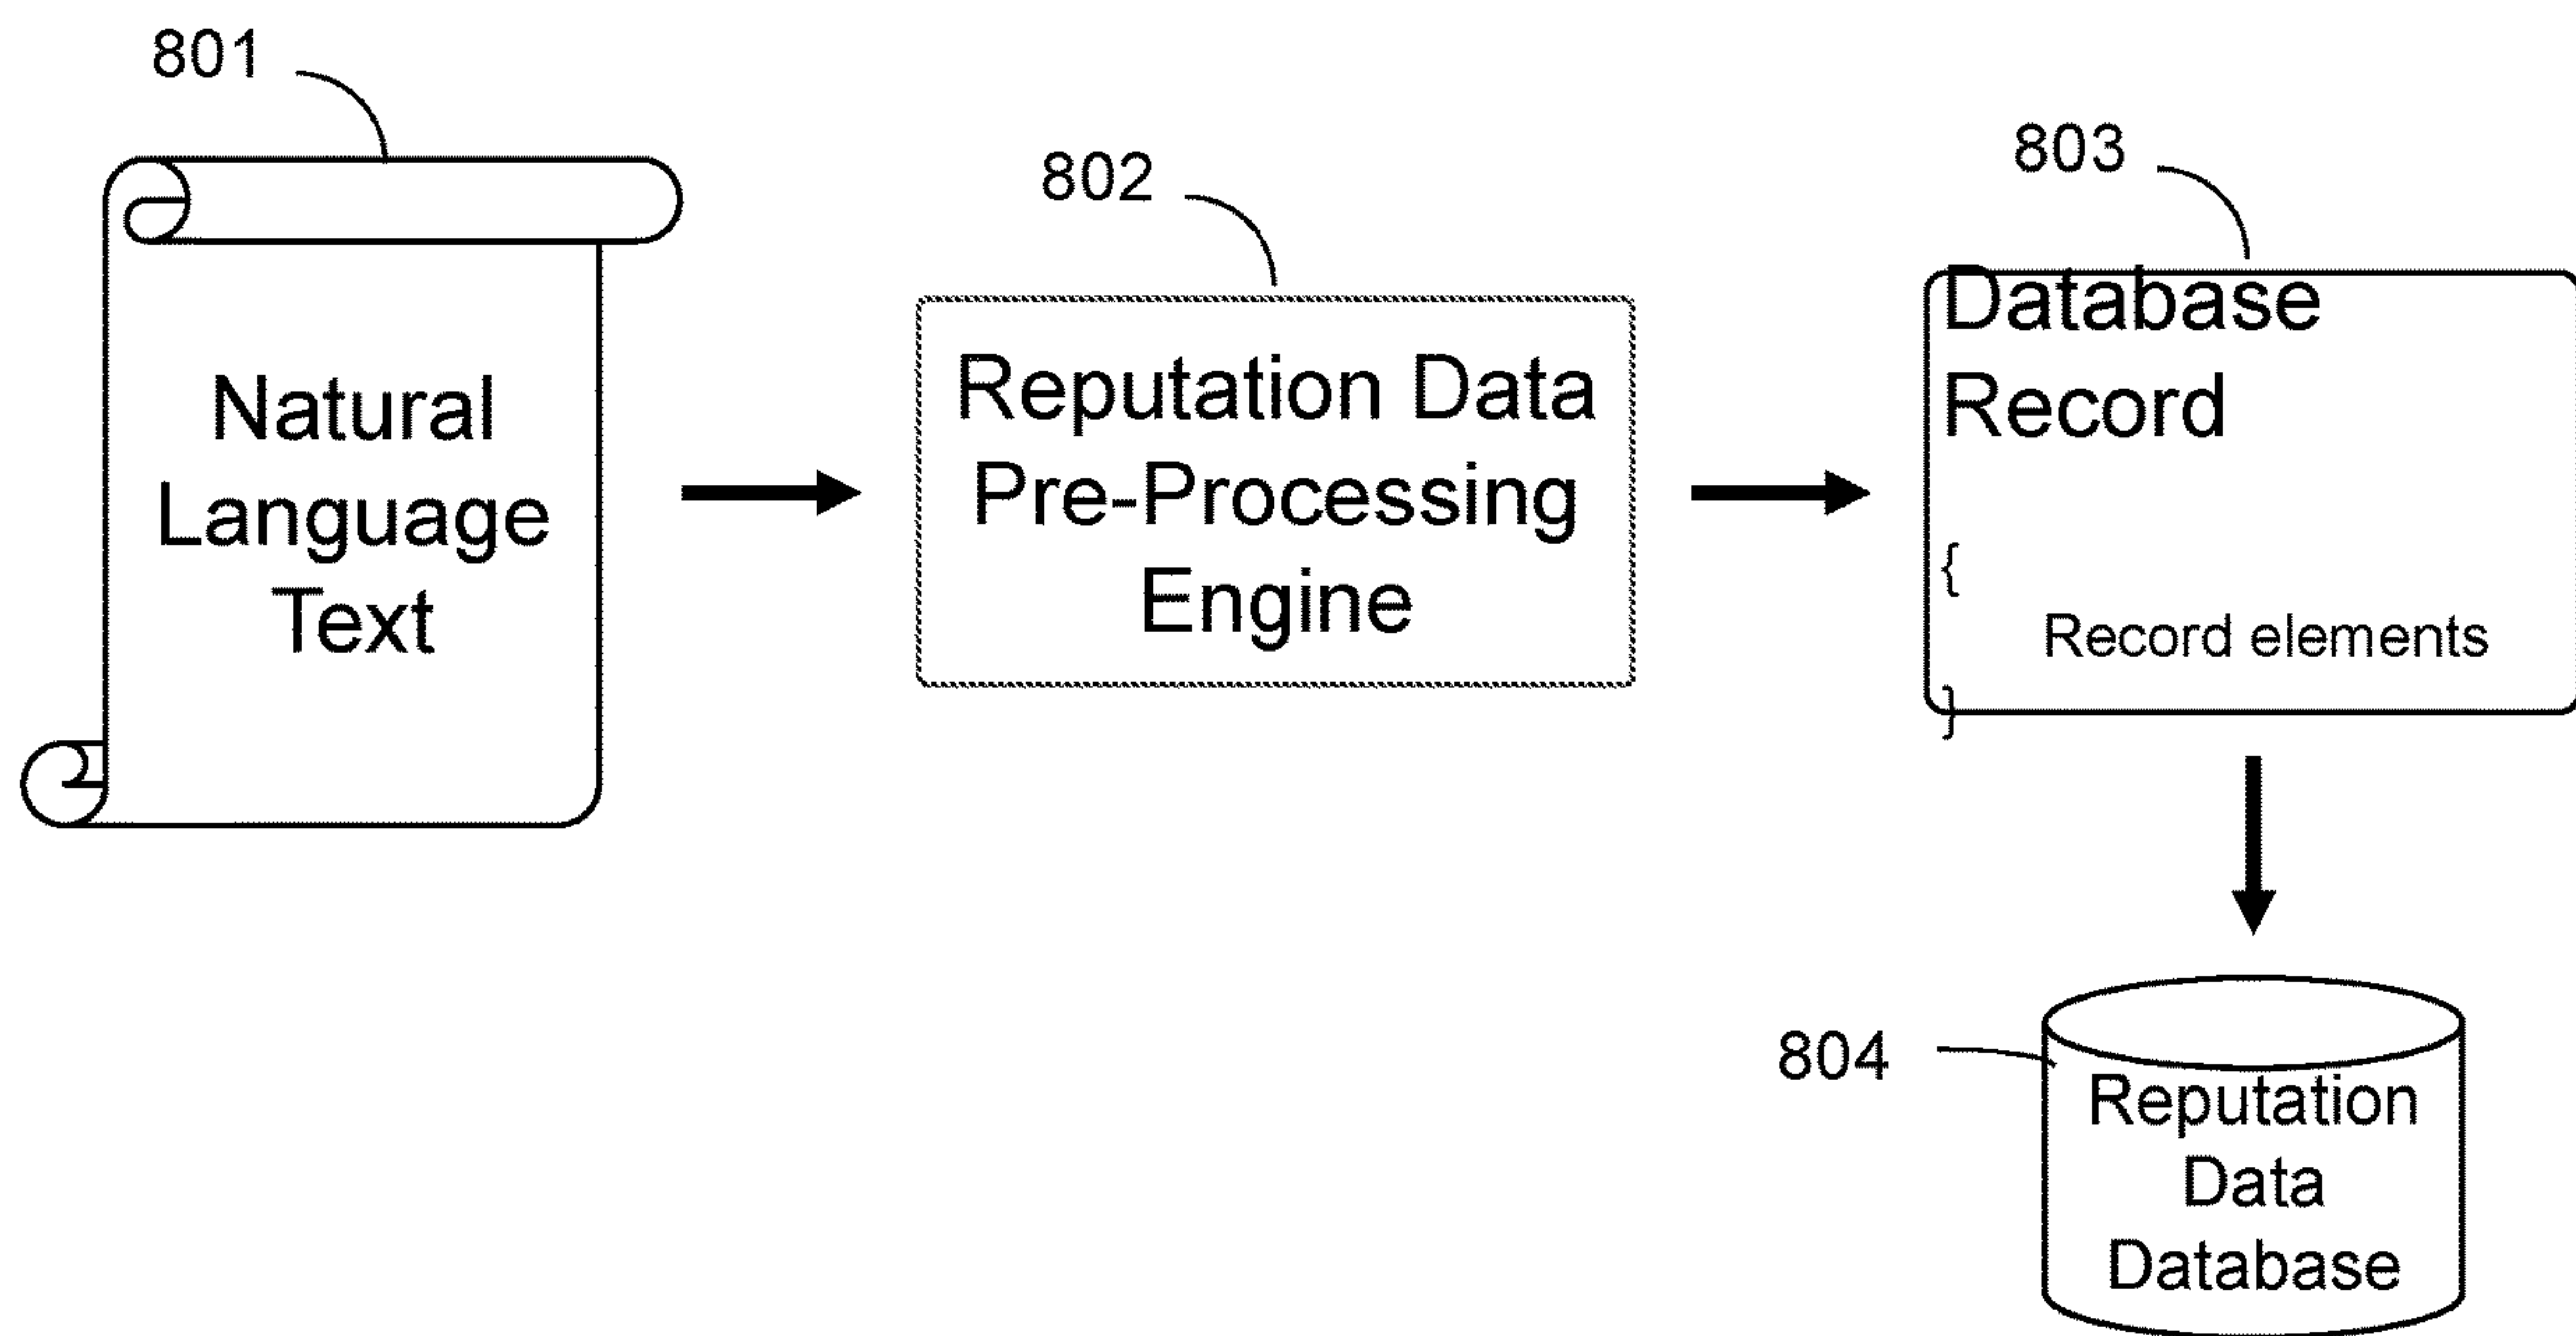 801
Natural
Language
Text
802
Reputation Data
Pre-Processing
Engine
803
Database
Record
{
Record elements
}
804
Reputation
Data
Database